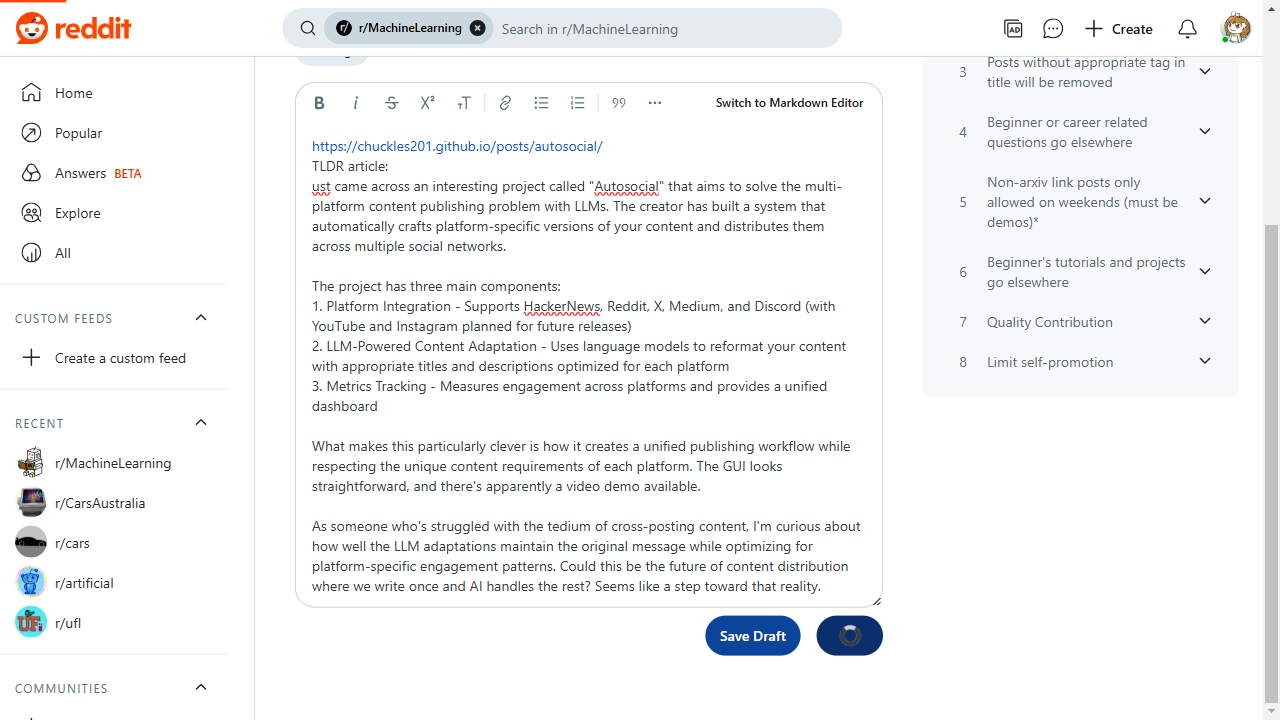 reddit
r/MachineLearning
Search in r/MachineLearning
AD
Create
Home
Popular
Answers BETA
Explore
All
CUSTOM FEEDS
Create a custom feed
RECENT
r/MachineLearning
r/CarsAustralia
r/cars
r/artificial
r/ufl
COMMUNITIES
Switch to Markdown Editor
https://chuckles201.github.io/posts/autosocial/
TLDR article:
ust came across an interesting project called "Autosocial" that aims to solve the multi-
platform content publishing problem with LLMs. The creator has built a system that
automatically crafts platform-specific versions of your content and distributes them
across multiple social networks.
The project has three main components:
1. Platform Integration - Supports HackerNews, Reddit, X, Medium, and Discord (with
YouTube and Instagram planned for future releases)
2. LLM-Powered Content Adaptation - Uses language models to reformat your content
with appropriate titles and descriptions optimized for each platform
3. Metrics Tracking - Measures engagement across platforms and provides a unified
dashboard
What makes this particularly clever is how it creates a unified publishing workflow while
respecting the unique content requirements of each platform. The GUI looks
straightforward, and there's apparently a video demo available.
As someone who's struggled with the tedium of cross-posting content, I'm curious about
how well the LLM adaptations maintain the original message while optimizing for
platform-specific engagement patterns. Could this be the future of content distribution
where we write once and AI handles the rest? Seems like a step toward that reality.
Save Draft
3 Posts without appropriate tag in
title will be removed
4 Beginner or career related
questions go elsewhere
5 Non-arxiv link posts only
allowed on weekends (must be
demos)*
6 Beginner's tutorials and projects
go elsewhere
7 Quality Contribution
8 Limit self-promotion